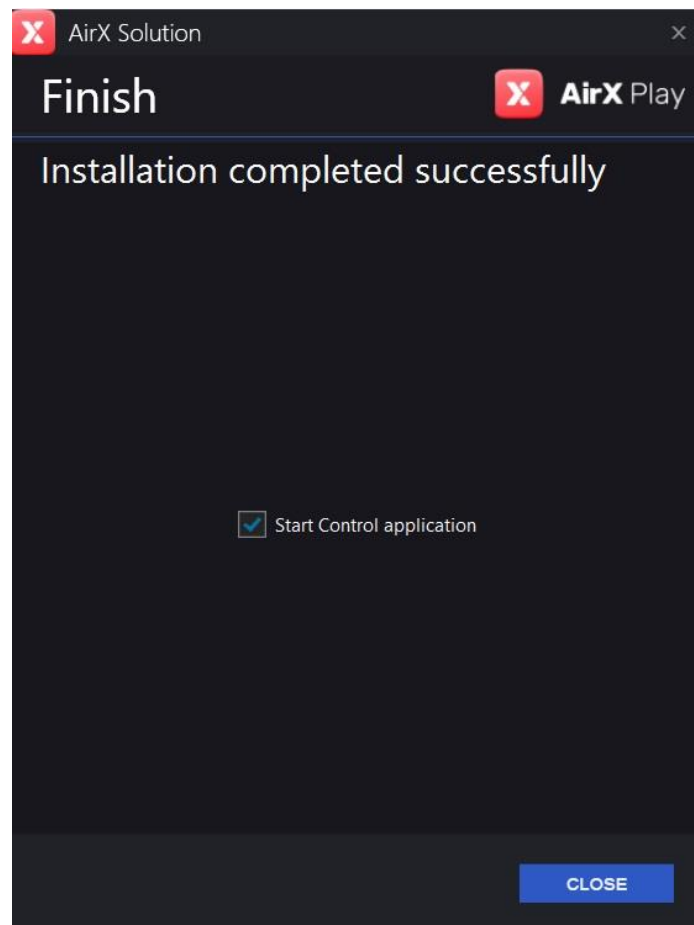 AirX Solution
Finish
AirX Play
Installation completed successfully
Start Control application
CLOSE